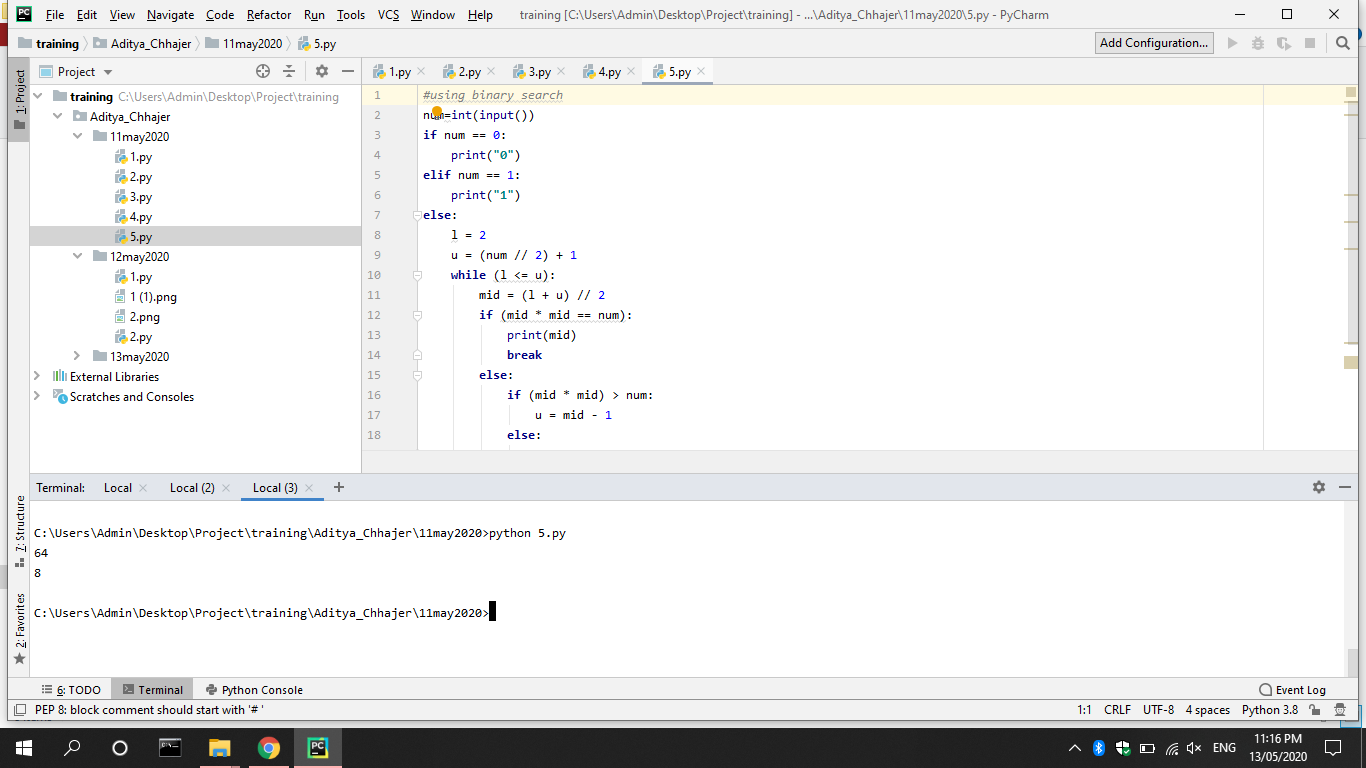 File Edit View Navigate Code Refactor Run Tools VCS Window Help training [C:\Users\Admin\Desktop\Project\training] - ...\Aditya_Chhajer\11may2020\5.py - PyCharm
training Aditya_Chhajer 11may2020 5.py Add Configuration...
1: Project
Project
1.py 2.py 3.py 4.py 5.py
training C:\Users\Admin\Desktop\Project\training
Aditya_Chhajer
11may2020
1.py
2.py
3.py
4.py
5.py
12may2020
1.py
1 (1).png
2.png
2.py
13may2020
External Libraries
Scratches and Consoles
1 #using binary search
2 num=int(input())
3 if num == 0:
4     print("0")
5 elif num == 1:
6     print("1")
7 else:
8     l = 2
9     u = (num // 2) + 1
10     while (l <= u):
11         mid = (l + u) // 2
12         if (mid * mid == num):
13             print(mid)
14             break
15         else:
16             if (mid * mid) > num:
17                 u = mid - 1
18             else:
Terminal: Local Local (2) Local (3)
7: Structure
2: Favorites
C:\Users\Admin\Desktop\Project\training\Aditya_Chhajer\11may2020>python 5.py
64
8
C:\Users\Admin\Desktop\Project\training\Aditya_Chhajer\11may2020>
6: TODO Terminal Python Console Event Log
PEP 8: block comment should start with '# ' 1:1 CRLF UTF-8 4 spaces Python 3.8
ENG 11:16 PM
13/05/2020